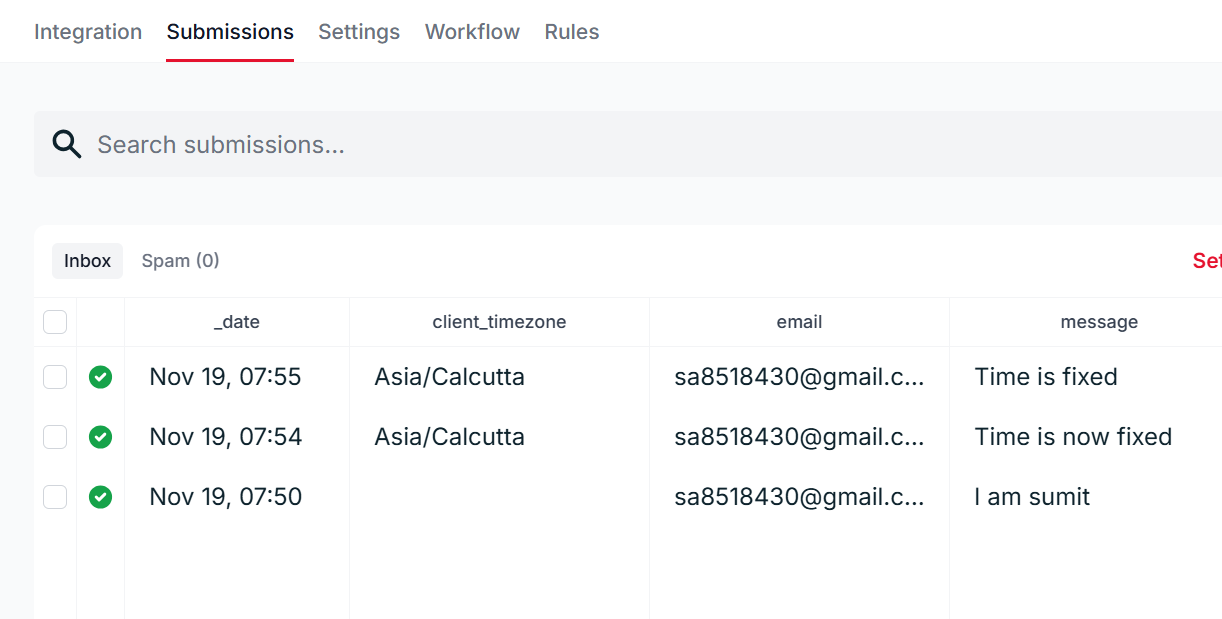 Integration Submissions Settings Workflow Rules
Search submissions...
Inbox Spam (0)
_date client_timezone email message
Nov 19, 07:55 Asia/Calcutta sa8518430@gmail.c... Time is fixed
Nov 19, 07:54 Asia/Calcutta sa8518430@gmail.c... Time is now fixed
Nov 19, 07:50 sa8518430@gmail.c... I am sumit